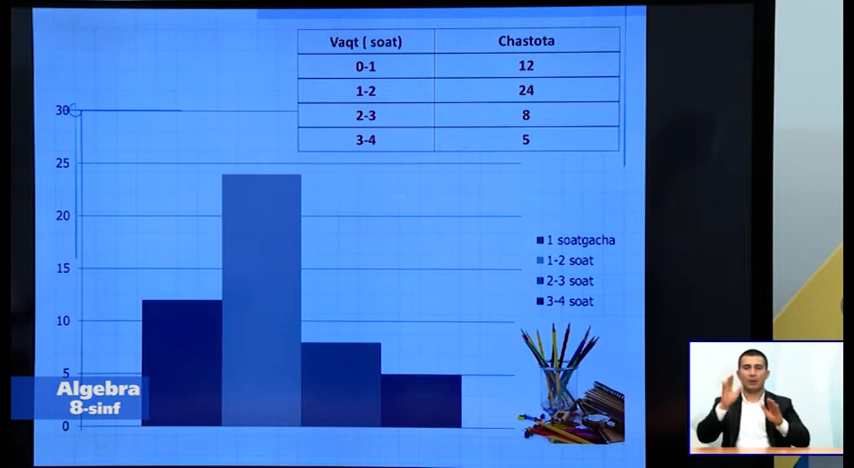 Vaqt ( soat) Chastota
0-1 12
1-2 24
2-3 8
3-4 5
30
25
20
15
10
5
0
1 soatgacha
1-2 soat
2-3 soat
3-4 soat
Algebra
8-sinf